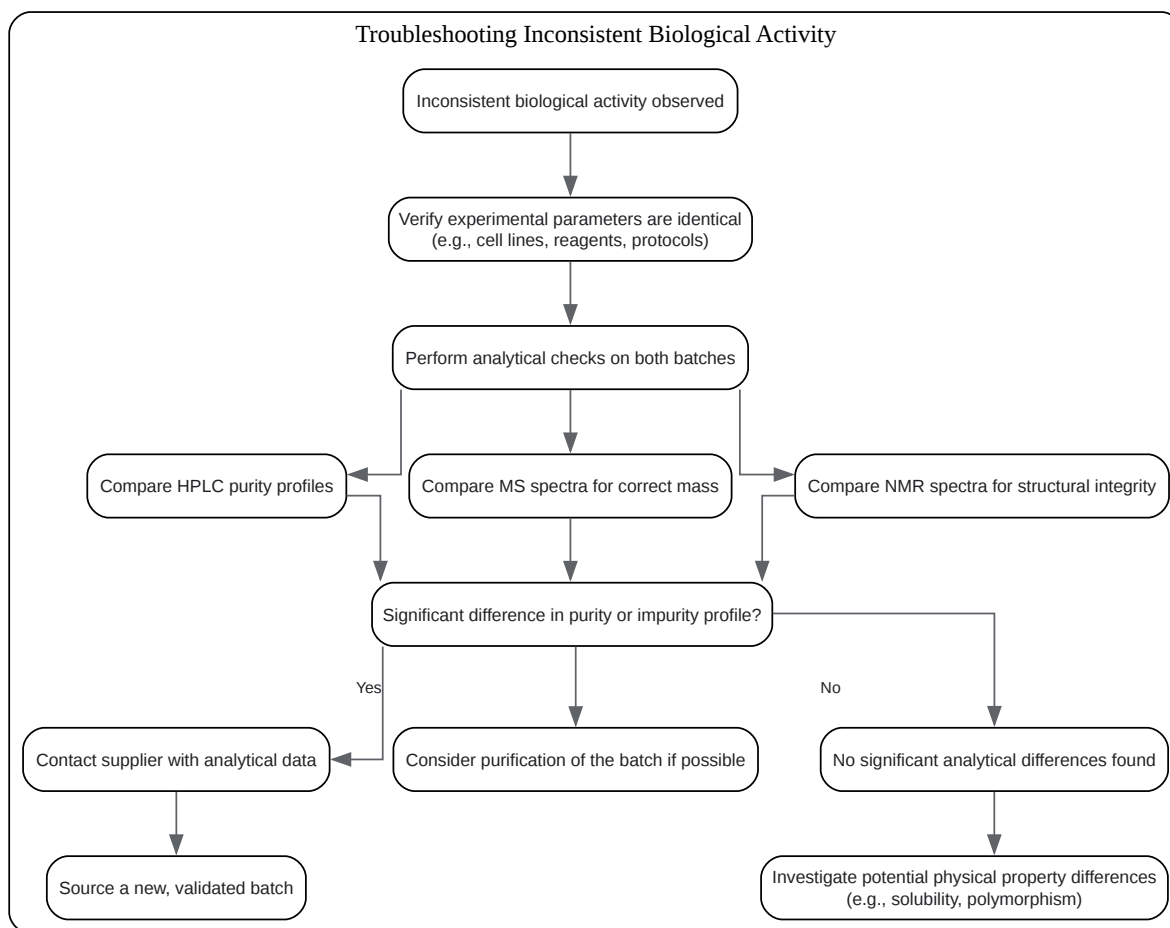 Troubleshooting Inconsistent Biological Activity
Inconsistent biological activity observed
Verify experimental parameters are identical
(e.g., cell lines, reagents, protocols)
Perform analytical checks on both batches
Compare HPLC purity profiles
Compare MS spectra for correct mass
Compare NMR spectra for structural integrity
Significant difference in purity or impurity profile?
Yes
No
Contact supplier with analytical data
Consider purification of the batch if possible
No significant analytical differences found
Source a new, validated batch
Investigate potential physical property differences
(e.g., solubility, polymorphism)